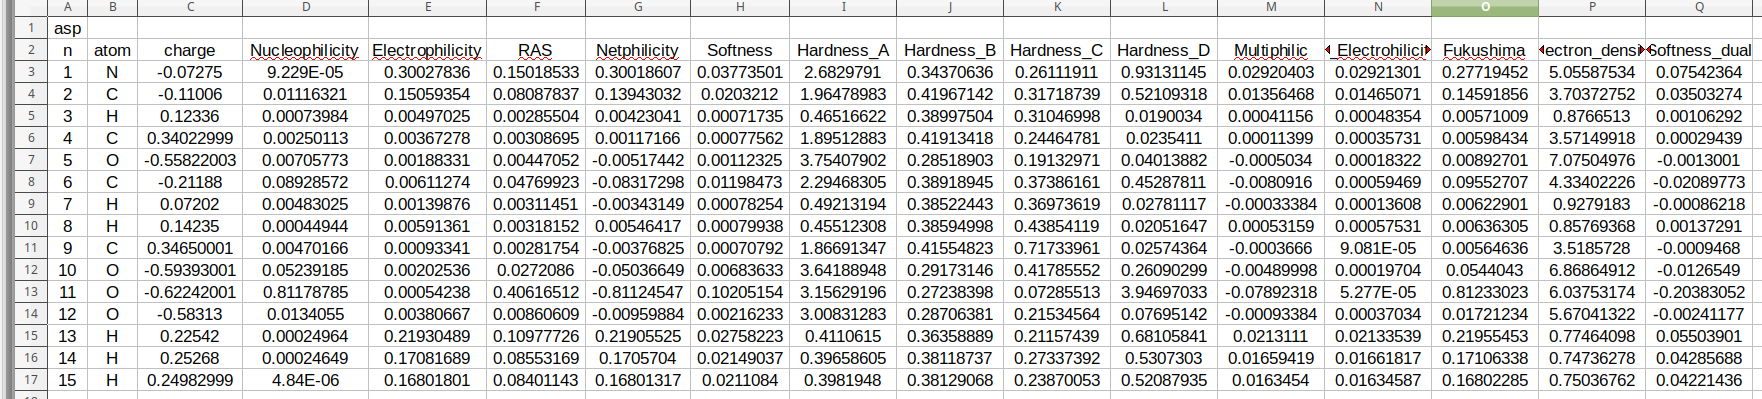 A B C D E F G H I J K L M N O P Q
1 asp
2 n atom charge Nucleophilicity Electrophilicity RAS Netphilicity Softness Hardness_A Hardness_B Hardness_C Hardness_D Multiphilic _Electrohilici Fukushima ectron_densi Softness_dual
3 1 N -0.07275 9.229E-05 0.30027836 0.15018533 0.30018607 0.03773501 2.6829791 0.34370636 0.26111911 0.93131145 0.02920403 0.02921301 0.27719452 5.05587534 0.07542364
4 2 C -0.11006 0.01116321 0.15059354 0.08087837 0.13943032 0.0203212 1.96478983 0.41967142 0.31718739 0.52109318 0.01356468 0.01465071 0.14591856 3.70372752 0.03503274
5 3 H 0.12336 0.00073984 0.00497025 0.00285504 0.00423041 0.00071735 0.46516622 0.38997504 0.31046998 0.0190034 0.00041156 0.00048354 0.00571009 0.8766513 0.00106292
6 4 C 0.34022999 0.00250113 0.00367278 0.00308695 0.00117166 0.00077562 1.89512883 0.41913418 0.24464781 0.0235411 0.00011399 0.00035731 0.00598434 3.57149918 0.00029439
7 5 O -0.55822003 0.00705773 0.00188331 0.00447052 -0.00517442 0.00112325 3.75407902 0.28518903 0.19132971 0.04013882 -0.0005034 0.00018322 0.00892701 7.07504976 -0.0013001
8 6 C -0.21188 0.08928572 0.00611274 0.04769923 -0.08317298 0.01198473 2.29468305 0.38918945 0.37386161 0.45287811 -0.0080916 0.00059469 0.09552707 4.33402226 -0.02089773
9 7 H 0.07202 0.00483025 0.00139876 0.00311451 -0.00343149 0.00078254 0.49213194 0.38522443 0.36973619 0.02781117 -0.00033384 0.00013608 0.00622901 0.9279183 -0.00086218
10 8 H 0.14235 0.00044944 0.00591361 0.00318152 0.00546417 0.00079938 0.45512308 0.38594998 0.43854119 0.02051647 0.00053159 0.00057531 0.00636305 0.85769368 0.00137291
11 9 C 0.34650001 0.00470166 0.00093341 0.00281754 -0.00376825 0.00070792 1.86691347 0.41554823 0.71733961 0.02574364 -0.0003666 9.081E-05 0.00564636 3.5185728 -0.0009468
12 10 O -0.59393001 0.05239185 0.00202536 0.0272086 -0.05036649 0.00683633 3.64188948 0.29173146 0.41785552 0.26090299 -0.00489998 0.00019704 0.0544043 6.86864912 -0.0126549
13 11 O -0.62242001 0.81178785 0.00054238 0.40616512 -0.81124547 0.10205154 3.15629196 0.27238398 0.07285513 3.94697033 -0.07892318 5.277E-05 0.81233023 6.03753174 -0.20383052
14 12 O -0.58313 0.0134055 0.00380667 0.00860609 -0.00959884 0.00216233 3.00831283 0.28706381 0.21534564 0.07695142 -0.00093384 0.00037034 0.01721234 5.67041322 -0.00241177
15 13 H 0.22542 0.00024964 0.21930489 0.10977726 0.21905525 0.02758223 0.4110615 0.36358889 0.21157439 0.68105841 0.0213111 0.02133539 0.21955453 0.77464098 0.05503901
16 14 H 0.25268 0.00024649 0.17081689 0.08553169 0.1705704 0.02149037 0.39658605 0.38118737 0.27337392 0.5307303 0.01659419 0.01661817 0.17106338 0.74736278 0.04285688
17 15 H 0.24982999 4.84E-06 0.16801801 0.08401143 0.16801317 0.0211084 0.3981948 0.38129068 0.23870053 0.52087935 0.0163454 0.01634587 0.16802285 0.75036762 0.04221436